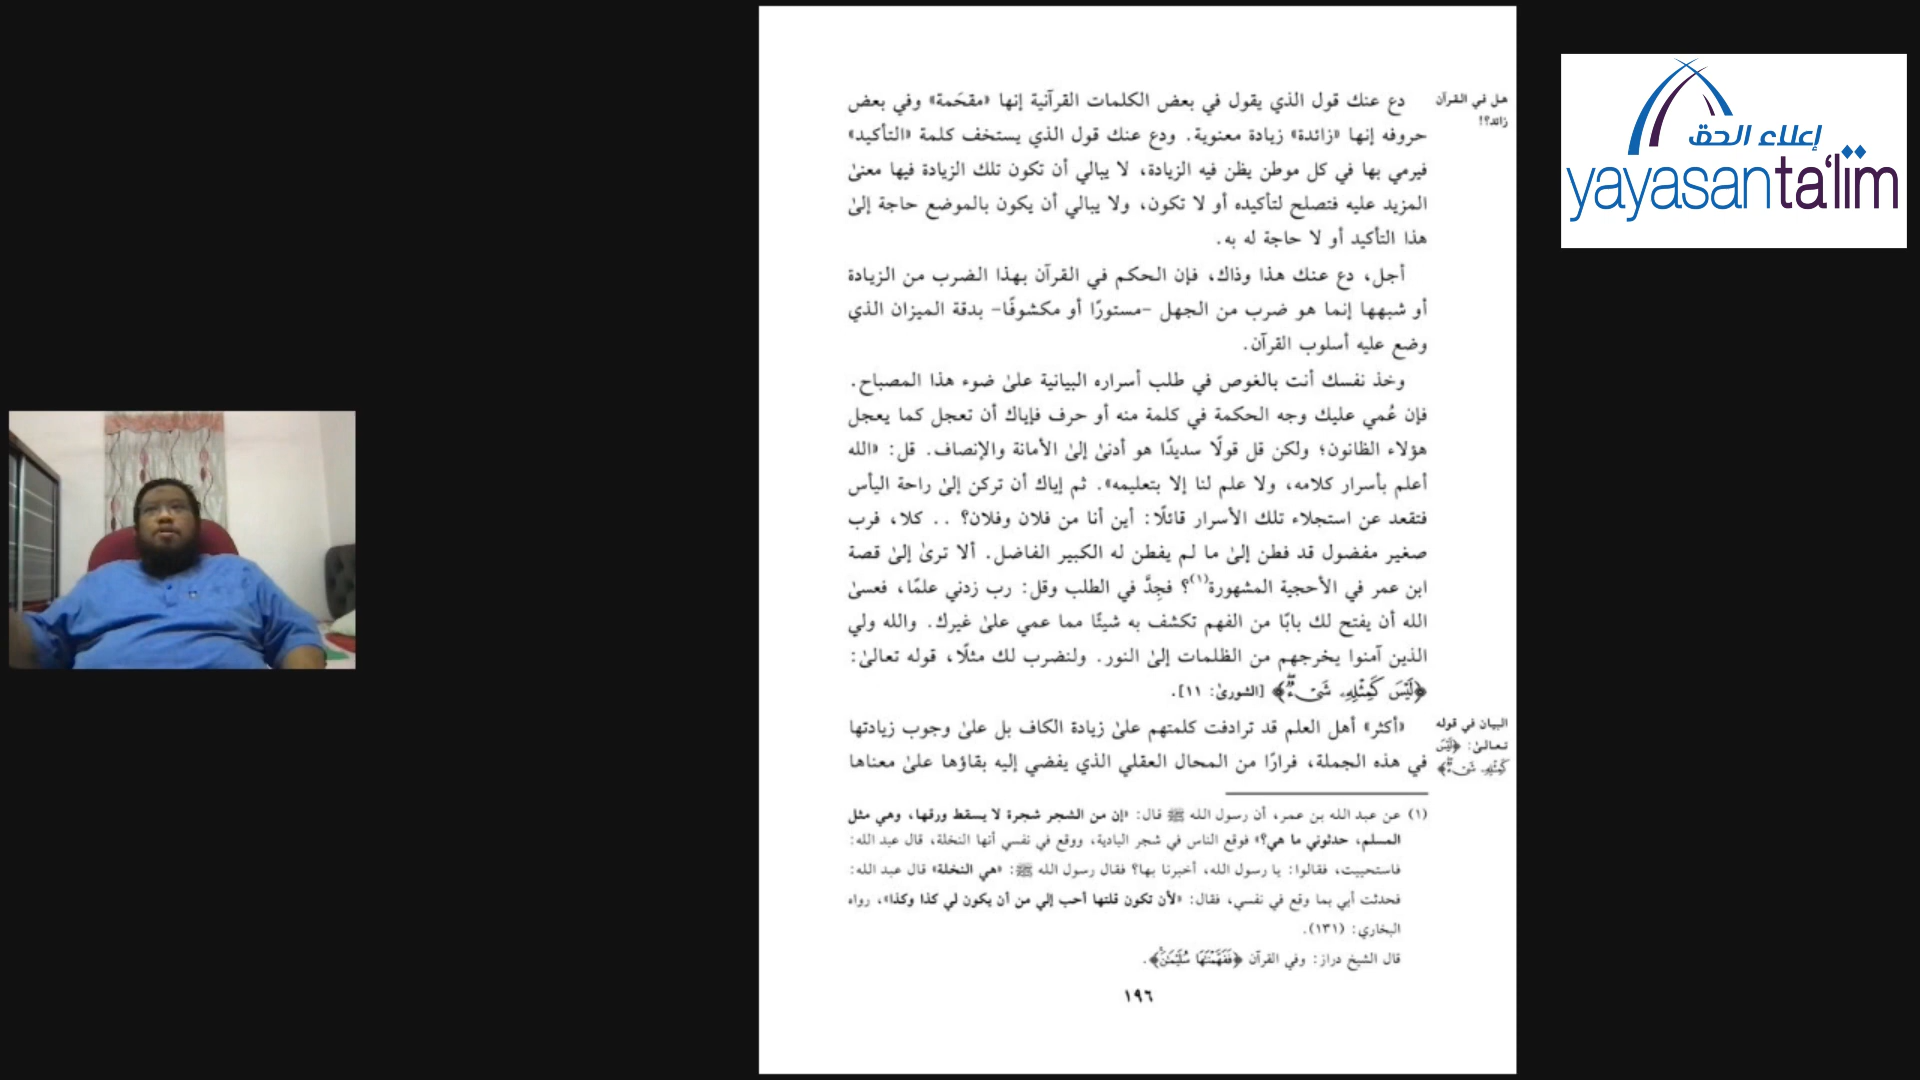 هل في القرآن
زائد؟!
دع عنك قول الذي يقول في بعض الكلمات القرآنية إنها «مقحَمة» وفي بعض
حروفه إنها «زائدة» زيادة معنوية. ودع عنك قول الذي يستخف كلمة «التأكيد»
فيرمي بها في كل موطن يظن فيه الزيادة، لا يبالي أن تكون تلك الزيادة فيها معنىٰ
المزيد عليه فتصلح لتأكيده أو لا تكون، ولا يبالي أن يكون بالموضع حاجة إلىٰ
هذا التأكيد أو لا حاجة له به.
أجل، دع عنك هذا وذاك، فإن الحكم في القرآن بهذا الضرب من الزيادة
أو شبهها إنما هو ضرب من الجهل -مستورًا أو مكشوفًا- بدقة الميزان الذي
وضع عليه أسلوب القرآن.
وخذ نفسك أنت بالغوص في طلب أسراره البيانية علىٰ ضوء هذا المصباح.
فإن عُمي عليك وجه الحكمة في كلمة منه أو حرف فإياك أن تعجل كما يعجل
هؤلاء الظانون؛ ولكن قل قولًا سديدًا هو أدنىٰ إلىٰ الأمانة والإنصاف. قل: «الله
أعلم بأسرار كلامه، ولا علم لنا إلا بتعليمه». ثم إياك أن تركن إلىٰ راحة اليأس
فتقعد عن استجلاء تلك الأسرار قائلًا: أين أنا من فلان وفلان؟ .. كلا، فرب
صغير مفضول قد فطن إلىٰ ما لم يفطن له الكبير الفاضل. ألا ترىٰ إلىٰ قصة
ابن عمر في الأحجية المشهورة(١)؟ فجِدَّ في الطلب وقل: رب زدني علمًا، فعسىٰ
الله أن يفتح لك بابًا من الفهم تكشف به شيئًا مما عمي علىٰ غيرك. والله ولي
الذين آمنوا يخرجهم من الظلمات إلىٰ النور. ولنضرب لك مثلًا، قوله تعالىٰ:
﴿لَيْسَ كَمِثْلِهِۦ شَىْءٌ﴾ [الشورىٰ: ١١].
البيان في قوله
تعالىٰ: ﴿لَيْسَ
كَمِثْلِهِۦ شَىْءٌ﴾
«أكثر» أهل العلم قد ترادفت كلمتهم علىٰ زيادة الكاف بل علىٰ وجوب زيادتها
في هذه الجملة، فرارًا من المحال العقلي الذي يفضي إليه بقاؤها علىٰ معناها
(١) عن عبد الله بن عمر، أن رسول الله ﷺ قال: «إن من الشجر شجرة لا يسقط ورقها، وهي مثل
المسلم، حدثوني ما هي؟» فوقع الناس في شجر البادية، ووقع في نفسي أنها النخلة، قال عبد الله:
فاستحييت، فقالوا: يا رسول الله، أخبرنا بها؟ فقال رسول الله ﷺ: «هي النخلة» قال عبد الله:
فحدثت أبي بما وقع في نفسي، فقال: «لأن تكون قلتها أحب إلي من أن يكون لي كذا وكذا»، رواه
البخاري: (١٣١).
قال الشيخ دراز: وفي القرآن ﴿فَفَهَّمْنَٰهَا سُلَيْمَٰنَ﴾.
١٩٦
إعلاء الحق
yayasanta'lim